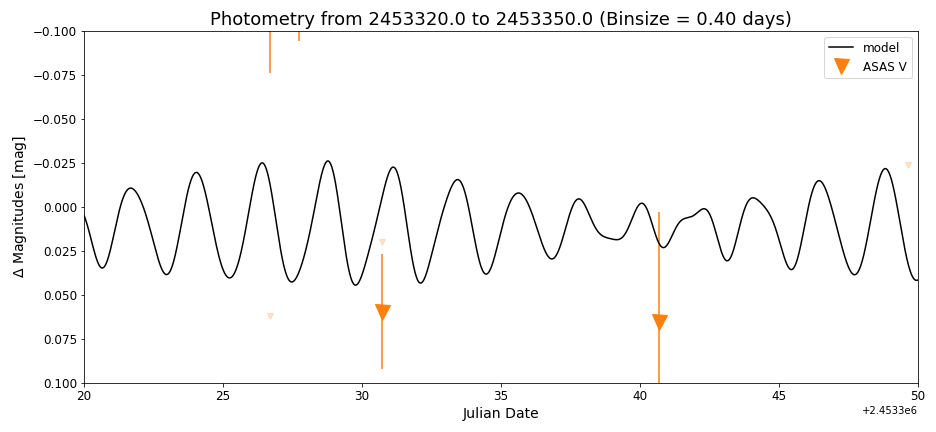 Photometry from 2453320.0 to 2453350.0 (Binsize = 0.40 days)
−0.100
−0.075
−0.050
−0.025
0.000
0.025
0.050
0.075
0.100
Δ Magnitudes [mag]
model
ASAS V
20 25 30 35 40 45 50
+2.4533e6
Julian Date